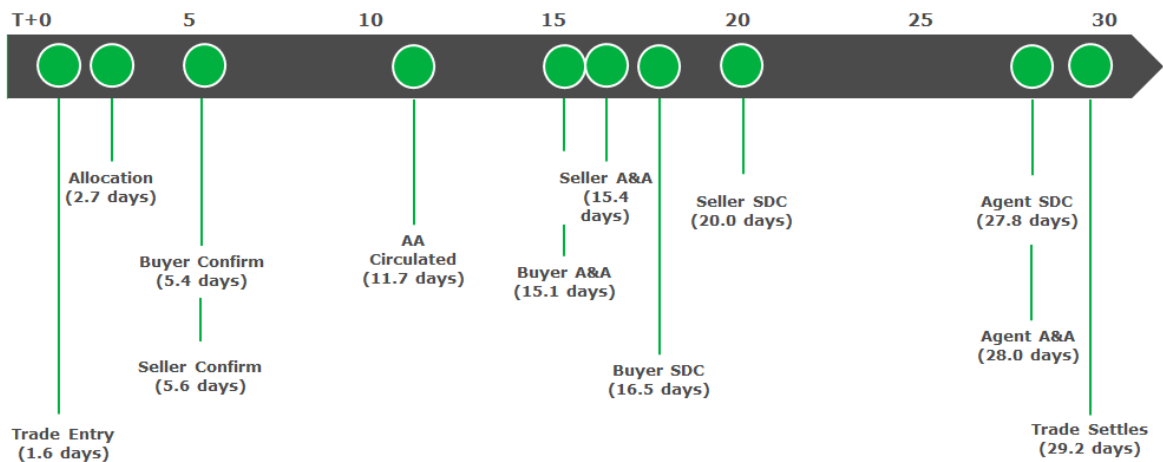 T+0 5 10 15 20 25 30
Allocation
(2.7 days)
Seller A&A
(15.4
days)
Seller SDC
(20.0 days)
Agent SDC
(27.8 days)
AA
Circulated
(11.7 days)
Buyer Confirm
(5.4 days)
Buyer A&A
(15.1 days)
Agent A&A
(28.0 days)
Seller Confirm
(5.6 days)
Buyer SDC
(16.5 days)
Trade Entry
(1.6 days)
Trade Settles
(29.2 days)